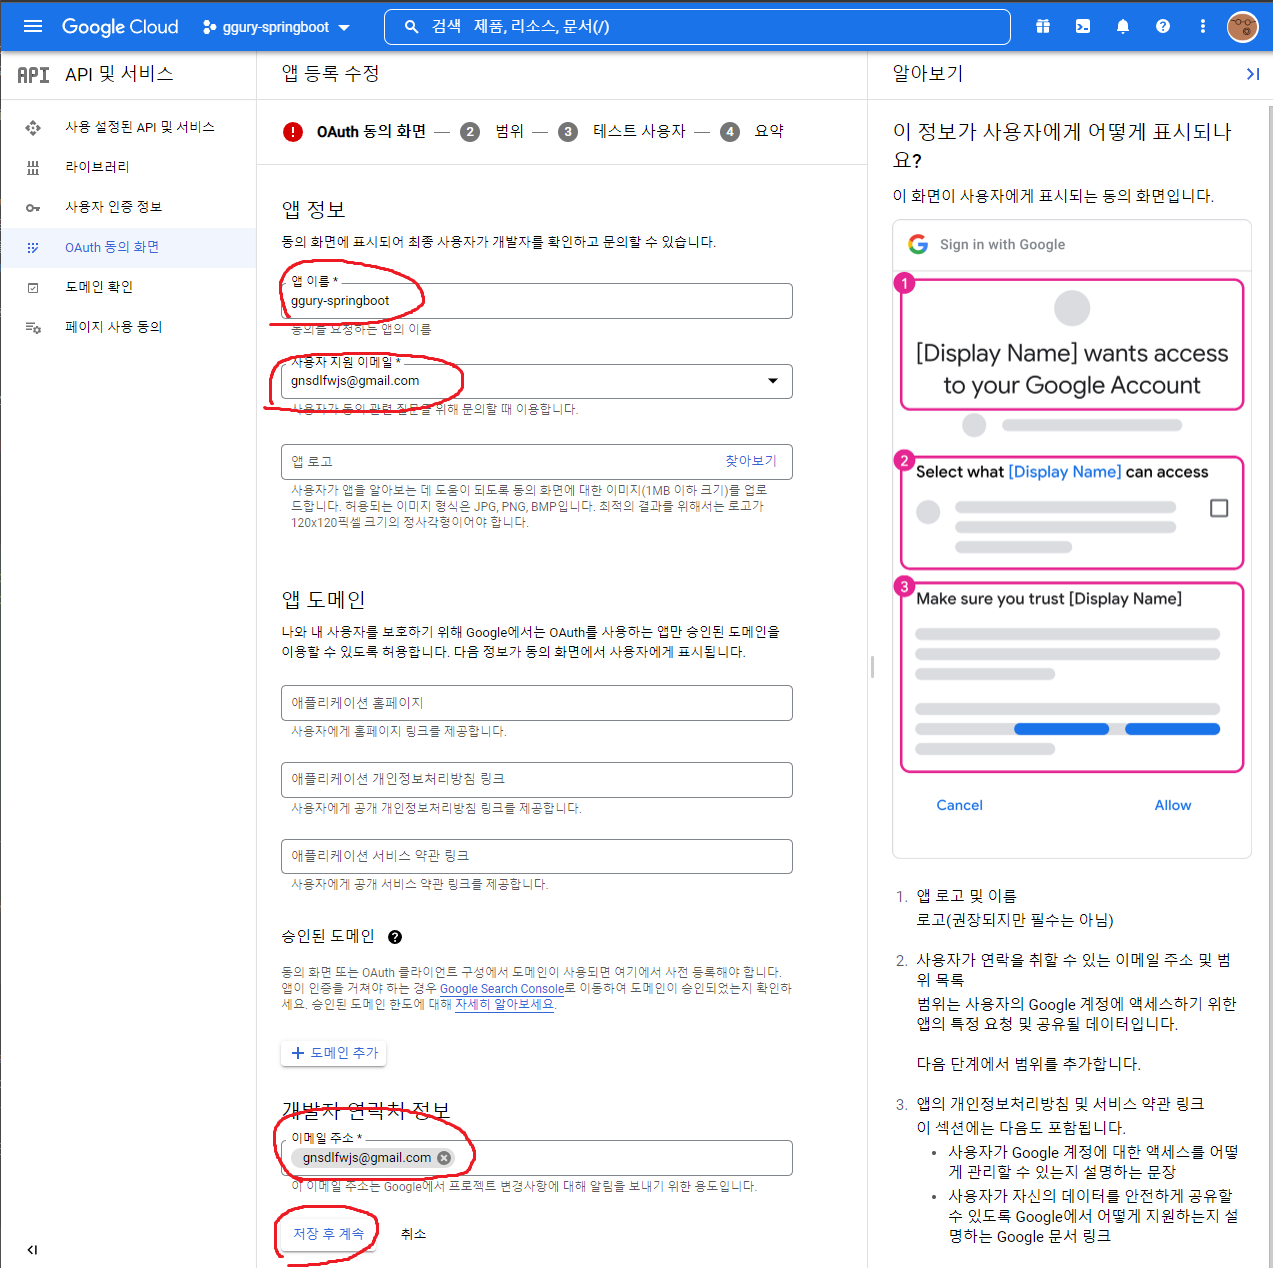 Google Cloud
ggury-springboot
검색 제품, 리소스, 문서(/)
API API 및 서비스
사용 설정된 API 및 서비스
라이브러리
사용자 인증 정보
OAuth 동의 화면
도메인 확인
페이지 사용 동의
앱 등록 수정
! OAuth 동의 화면 — 2 범위 — 3 테스트 사용자 — 4 요약
앱 정보
동의 화면에 표시되어 최종 사용자가 개발자를 확인하고 문의할 수 있습니다.
앱 이름 *
ggury-springboot
동의를 요청하는 앱의 이름
사용자 지원 이메일 *
gnsdlfwjs@gmail.com
사용자가 동의 관련 질문을 위해 문의할 때 이용합니다.
앱 로고 찾아보기
사용자가 앱을 알아보는 데 도움이 되도록 동의 화면에 대한 이미지(1MB 이하 크기)를 업로
드합니다. 허용되는 이미지 형식은 JPG, PNG, BMP입니다. 최적의 결과를 위해서는 로고가
120x120픽셀 크기의 정사각형이어야 합니다.
앱 도메인
나와 내 사용자를 보호하기 위해 Google에서는 OAuth를 사용하는 앱만 승인된 도메인을
이용할 수 있도록 허용합니다. 다음 정보가 동의 화면에서 사용자에게 표시됩니다.
애플리케이션 홈페이지
사용자에게 홈페이지 링크를 제공합니다.
애플리케이션 개인정보처리방침 링크
사용자에게 공개 개인정보처리방침 링크를 제공합니다.
애플리케이션 서비스 약관 링크
사용자에게 공개 서비스 약관 링크를 제공합니다.
승인된 도메인 ?
동의 화면 또는 OAuth 클라이언트 구성에서 도메인이 사용되면 여기에서 사전 등록해야 합니다.
앱이 인증을 거쳐야 하는 경우 Google Search Console로 이동하여 도메인이 승인되었는지 확인하
세요. 승인된 도메인 한도에 대해 자세히 알아보세요.
+ 도메인 추가
개발자 연락처 정보
이메일 주소 *
gnsdlfwjs@gmail.com
이 이메일 주소는 Google에서 프로젝트 변경사항에 대해 알림을 보내기 위한 용도입니다.
저장 후 계속 취소
알아보기
이 정보가 사용자에게 어떻게 표시되나
요?
이 화면이 사용자에게 표시되는 동의 화면입니다.
Sign in with Google
1
[Display Name] wants access
to your Google Account
2
Select what [Display Name] can access
3
Make sure you trust [Display Name]
Cancel Allow
1. 앱 로고 및 이름
로고(권장되지만 필수는 아님)
2. 사용자가 연락을 취할 수 있는 이메일 주소 및 범
위 목록
범위는 사용자의 Google 계정에 액세스하기 위한
앱의 특정 요청 및 공유될 데이터입니다.
다음 단계에서 범위를 추가합니다.
3. 앱의 개인정보처리방침 및 서비스 약관 링크
이 섹션에는 다음도 포함됩니다.
• 사용자가 Google 계정에 대한 액세스를 어떻
게 관리할 수 있는지 설명하는 문장
• 사용자가 자신의 데이터를 안전하게 공유할
수 있도록 Google에서 어떻게 지원하는지 설
명하는 Google 문서 링크